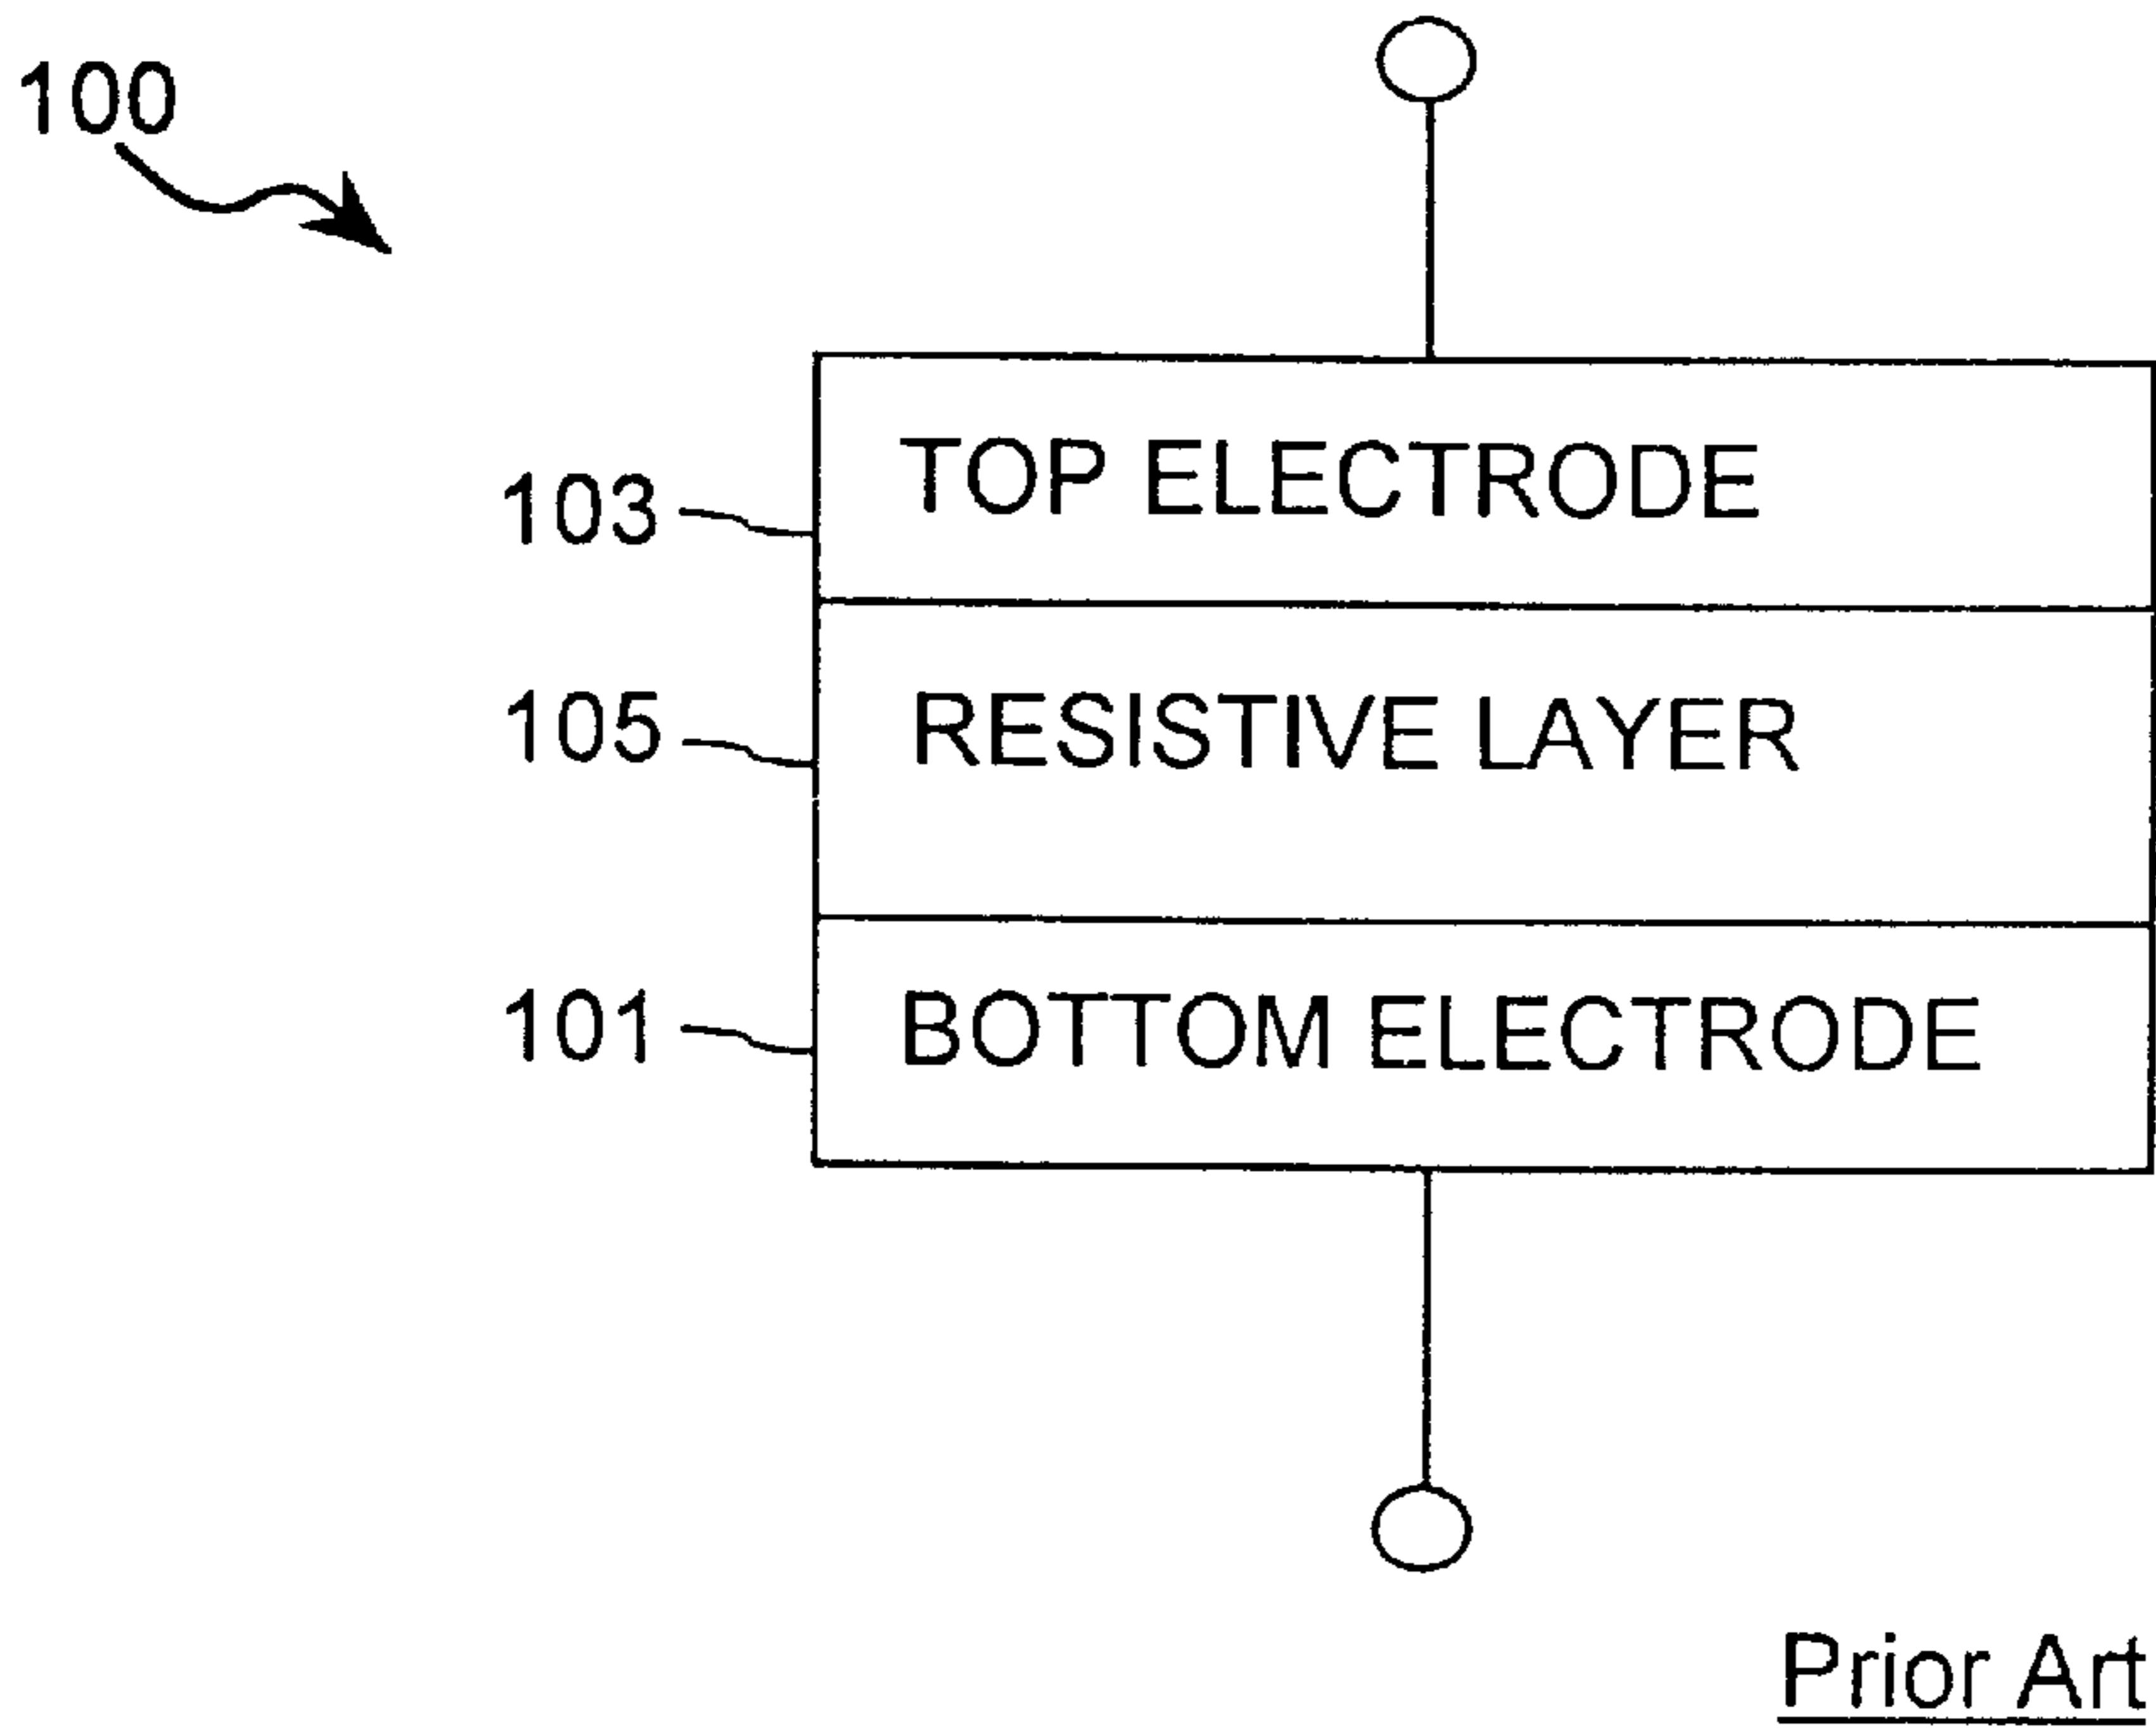 100
103
TOP ELECTRODE
105
RESISTIVE LAYER
101
BOTTOM ELECTRODE
Prior Art